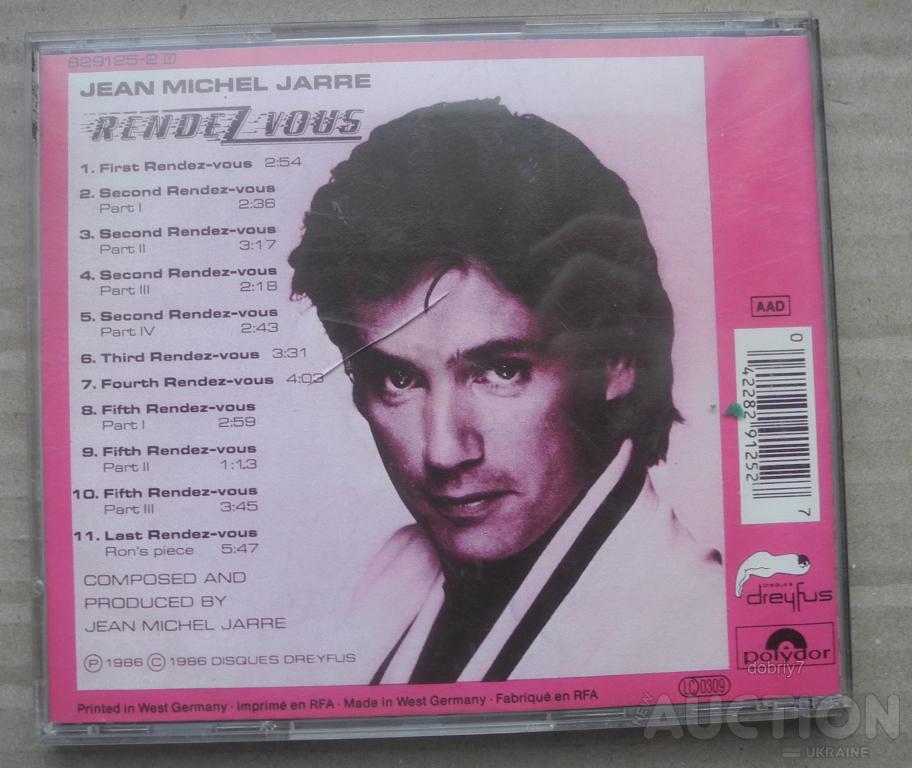 829125-2 Y
JEAN MICHEL JARRE
RENDEZ VOUS
1. First Rendez-vous 2:54
2. Second Rendez-vous
Part I 2:36
3. Second Rendez-vous
Part II 3:17
4. Second Rendez-vous
Part III 2:18
5. Second Rendez-vous
Part IV 2:43
6. Third Rendez-vous 3:31
7. Fourth Rendez-vous 4:03
8. Fifth Rendez-vous
Part I 2:59
9. Fifth Rendez-vous
Part II 1:13
10. Fifth Rendez-vous
Part III 3:45
11. Last Rendez-vous
Ron's piece 5:47
COMPOSED AND
PRODUCED BY
JEAN MICHEL JARRE
Ⓟ 1986 © 1986 DISQUES DREYFUS
Printed in West Germany · Imprimé en RFA · Made in West Germany · Fabriqué en RFA
AAD
0 42282 91252 7
DISQUES
dreyfus
polydor
dobriy7
LC 0309
NEW
AUCTION
UKRAINE